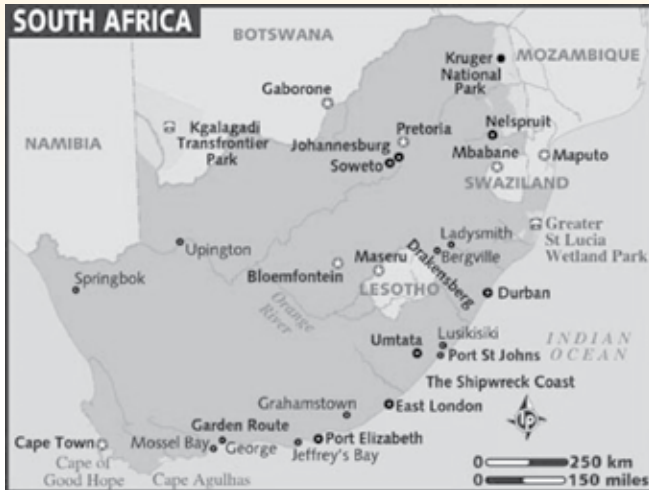 SOUTH AFRICA
BOTSWANA
MOZAMBIQUE
Kruger
National
Park
Gaborone
NAMIBIA
Kgalagadi
Transfrontier
Park
Pretoria
Johannesburg
Soweto
Nelspruit
Mbabane
Maputo
SWAZILAND
Greater
St Lucia
Wetland Park
Upington
Ladysmith
Bergville
Drakensberg
Springbok
Bloemfontein
Maseru
LESOTHO
Durban
Orange
River
Umtata
Lusikisiki
Port St Johns
INDIAN
OCEAN
The Shipwreck Coast
Grahamstown
East London
Garden Route
Cape Town
Mossel Bay
George
Port Elizabeth
Jeffrey's Bay
Cape of
Good Hope
Cape Agulhas
UP
0 250 km
0 150 miles